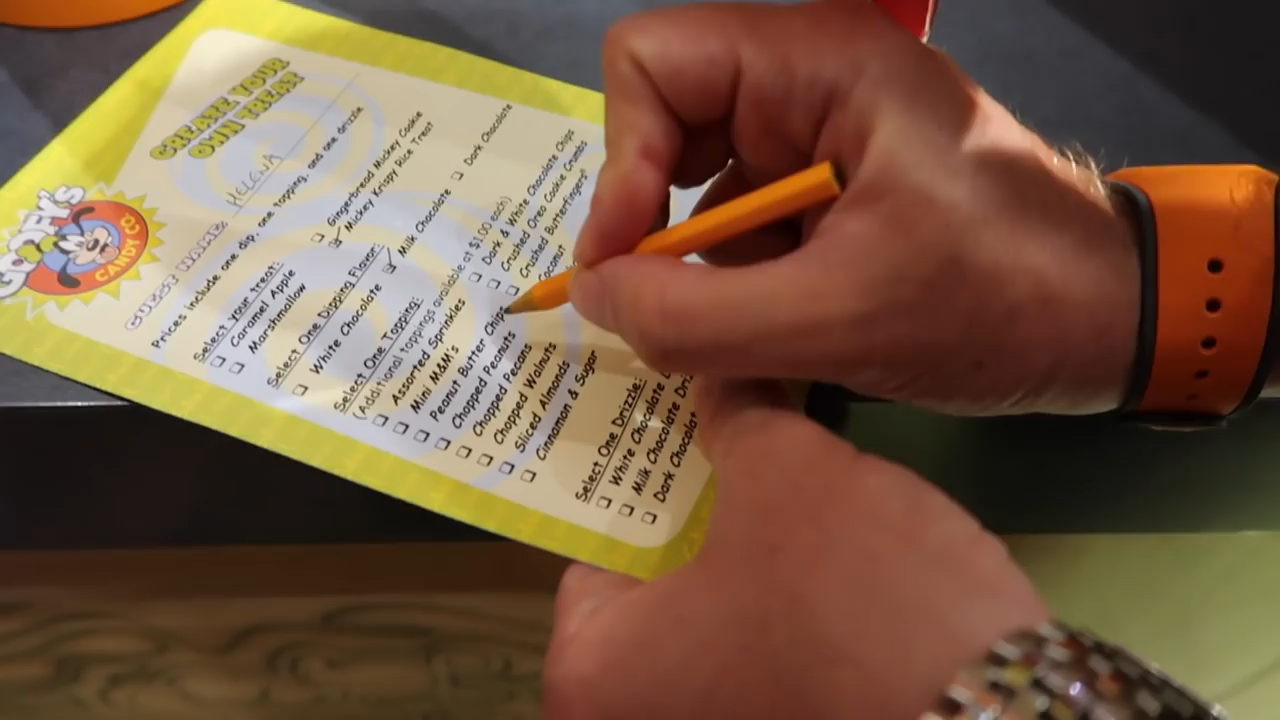 CREATE YOUR
OWN TREAT
GOOFY'S
CANDY CO.
GUEST NAME:
Prices include one dip, one topping, and one drizzle
Select your treat:
Caramel Apple
Marshmallow
Gingerbread Mickey Cookie
Mickey Krispy Rice Treat
Select One Dipping Flavor:
White Chocolate
Milk Chocolate
Dark Chocolate
Select One Topping:
(Additional toppings available at $1.00 each)
Assorted Sprinkles
Mini M&M's
Peanut Butter Chips
Chopped Peanuts
Chopped Pecans
Chopped Walnuts
Sliced Almonds
Cinnamon & Sugar
Dark & White Chocolate Chips
Crushed Oreo Cookie Crumbs
Crushed Butterfingers®
Coconut
Select One Drizzle:
White Chocolate
Milk Chocolate
Dark Chocolat